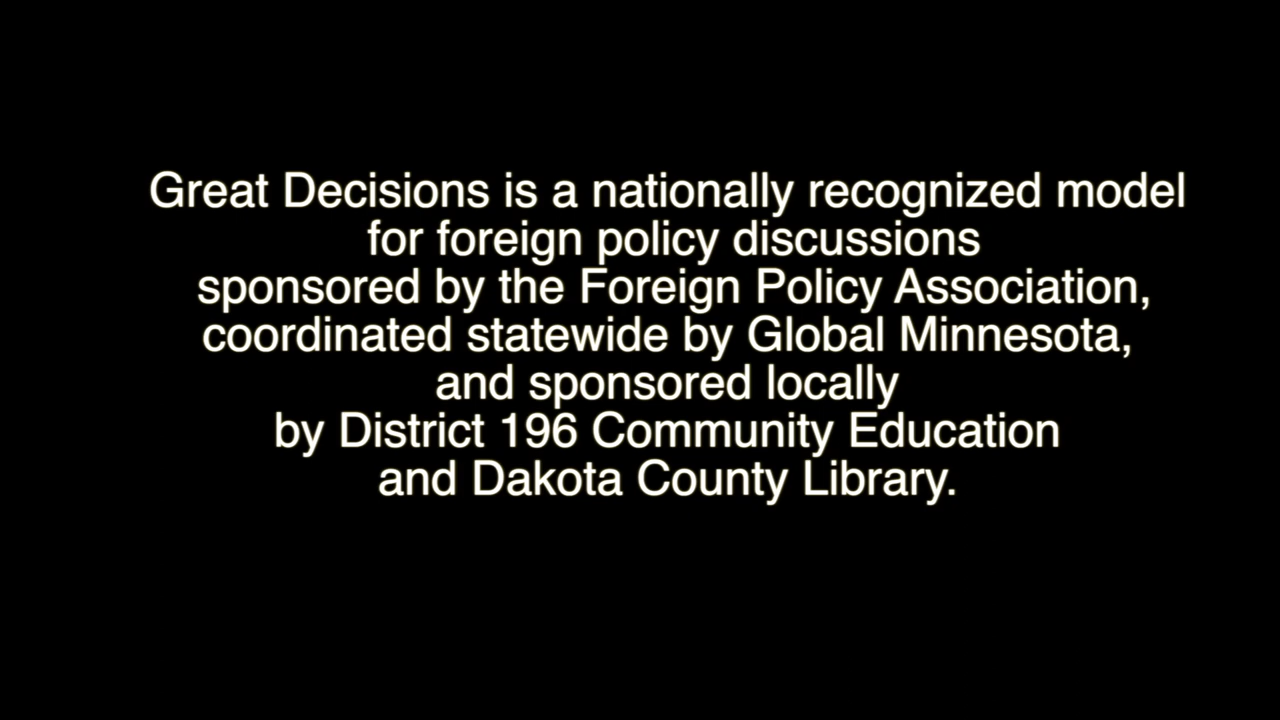 Great Decisions is a nationally recognized model
for foreign policy discussions
sponsored by the Foreign Policy Association,
coordinated statewide by Global Minnesota,
and sponsored locally
by District 196 Community Education
and Dakota County Library.